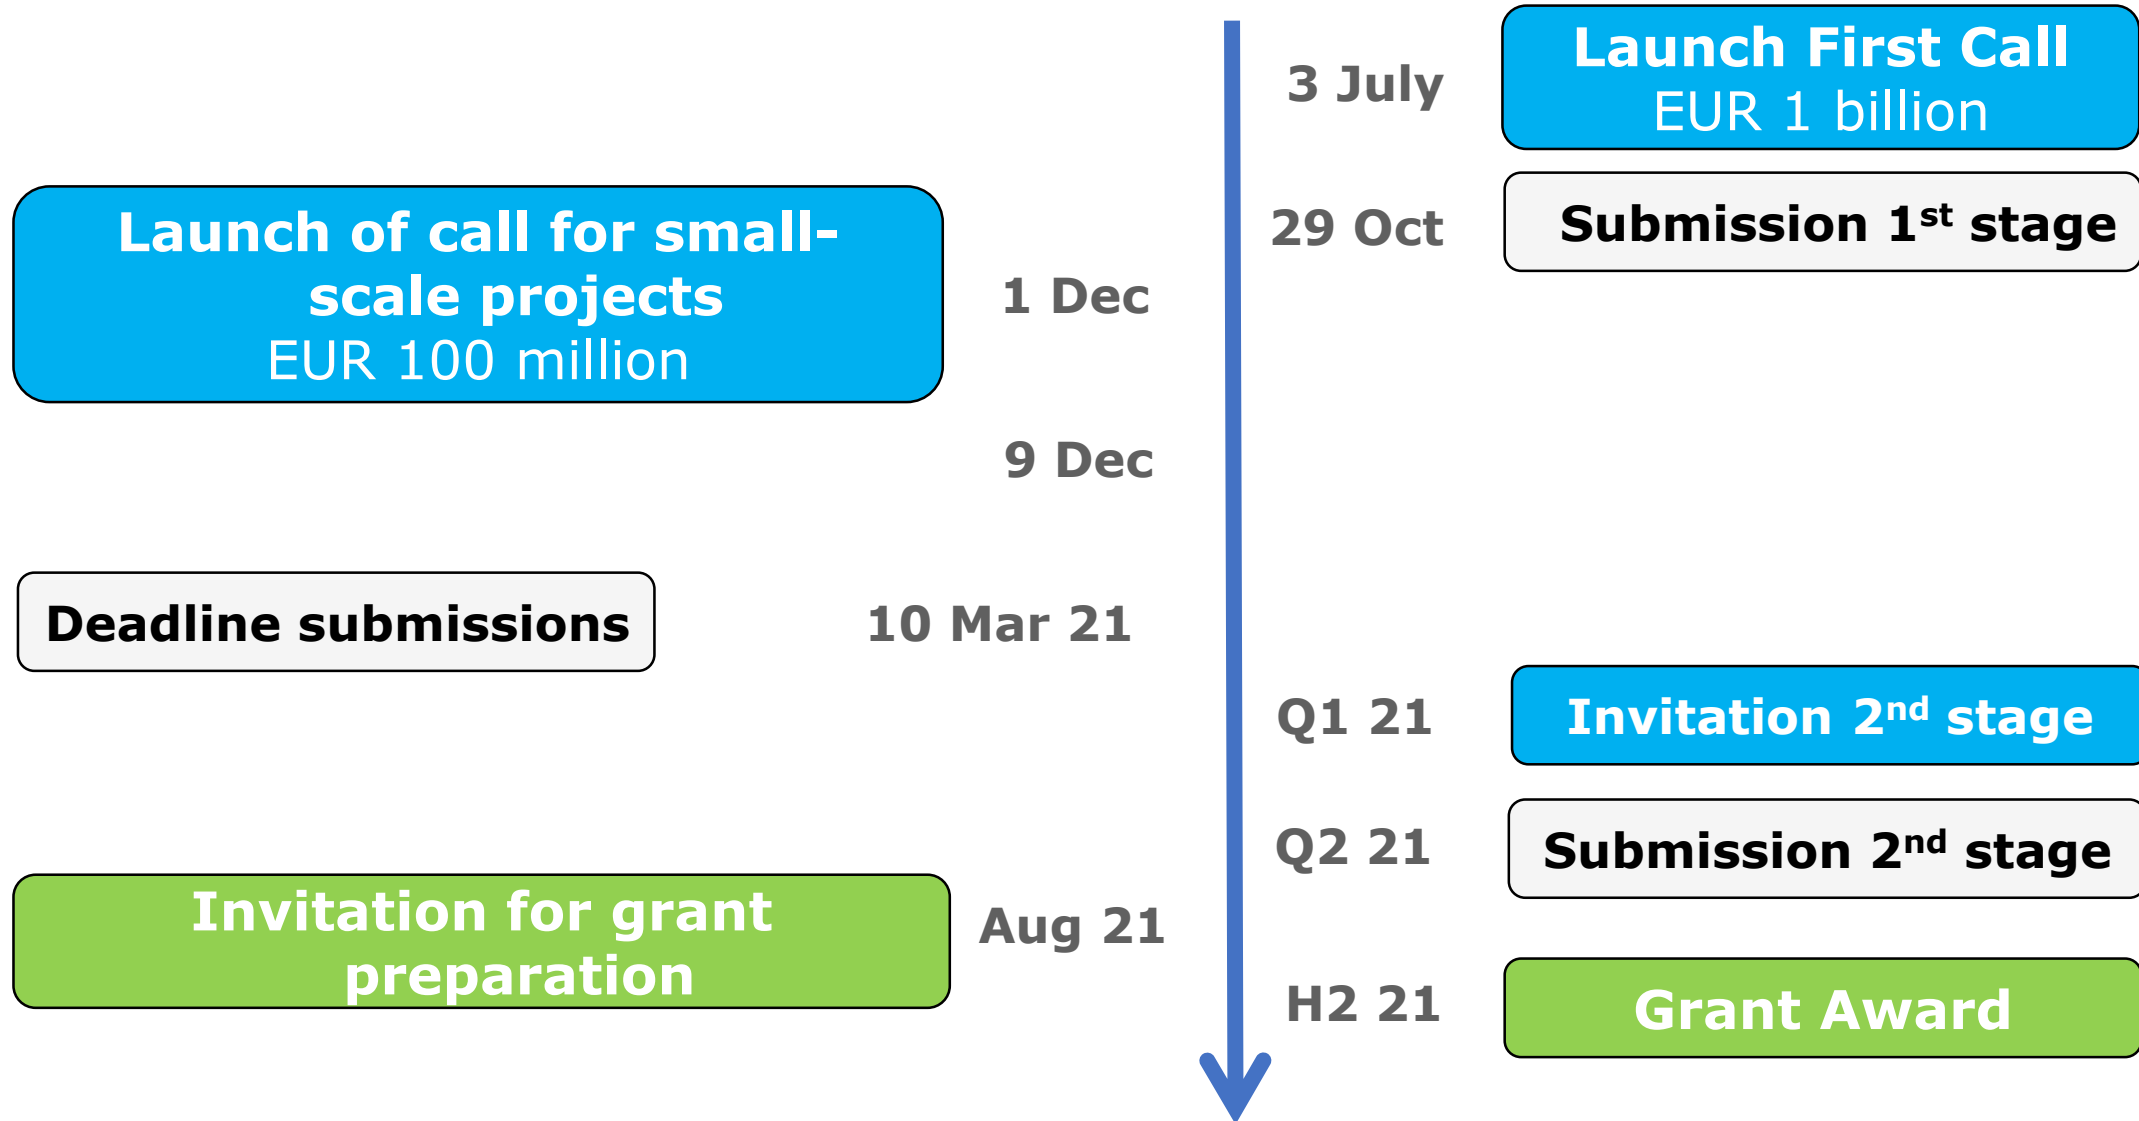 3 July
Launch First Call
EUR 1 billion
29 Oct
Submission 1st stage
Launch of call for small-
scale projects
EUR 100 million
1 Dec
9 Dec
Deadline submissions
10 Mar 21
Q1 21
Invitation 2nd stage
Q2 21
Submission 2nd stage
Invitation for grant
preparation
Aug 21
H2 21
Grant Award